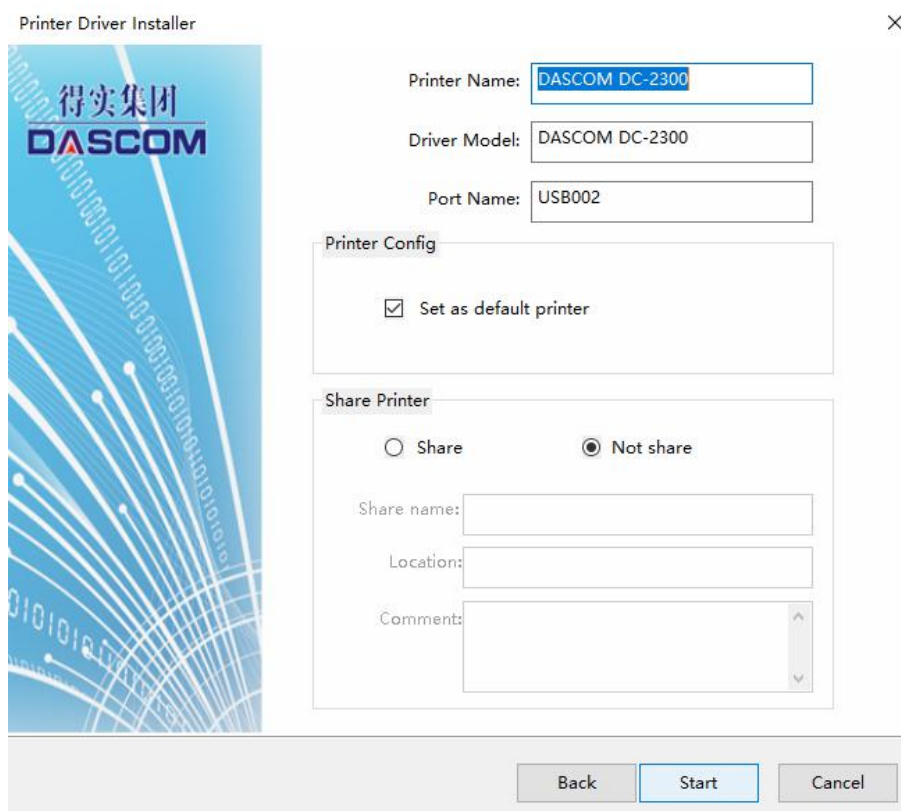 Printer Driver Installer
得实集团
DASCOM
Printer Name: DASCOM DC-2300
Driver Model: DASCOM DC-2300
Port Name: USB002
Printer Config
Set as default printer
Share Printer
Share
Not share
Share name:
Location:
Comment:
Back
Start
Cancel